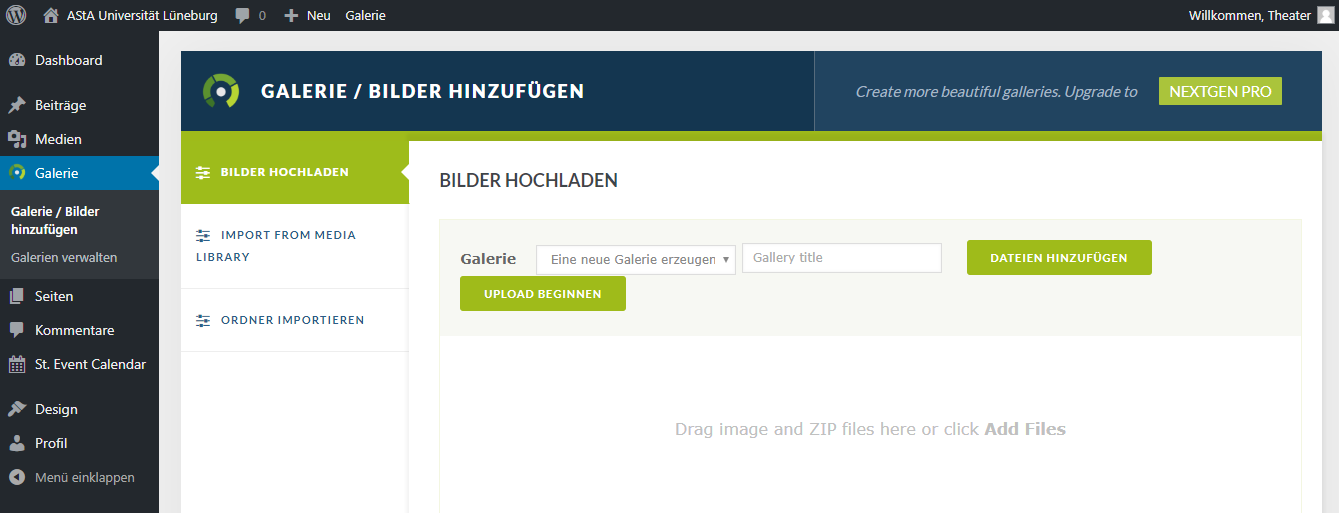 AStA Universität Lüneburg 0 Neu Galerie Willkommen, Theater
Dashboard
Beiträge
Medien
Galerie
Galerie / Bilder
hinzufügen
Galerien verwalten
Seiten
Kommentare
St. Event Calendar
Design
Profil
Menü einklappen
GALERIE / BILDER HINZUFÜGEN
Create more beautiful galleries. Upgrade to NEXTGEN PRO
BILDER HOCHLADEN
IMPORT FROM MEDIA
LIBRARY
ORDNER IMPORTIEREN
BILDER HOCHLADEN
Galerie Eine neue Galerie erzeugen Gallery title DATEIEN HINZUFÜGEN
UPLOAD BEGINNEN
Drag image and ZIP files here or click Add Files